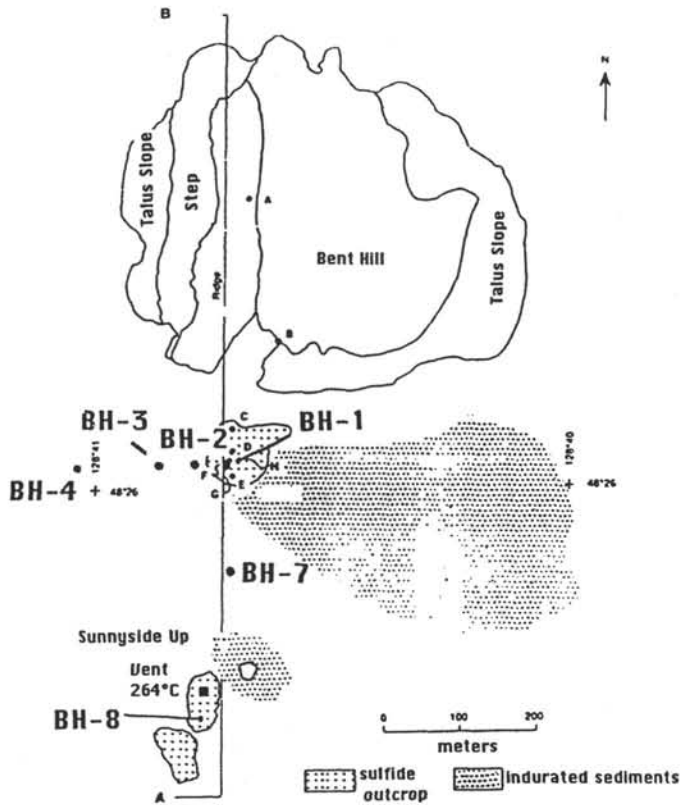 B
N
Talus Slope
Step
Ridge
A
Bent Hill
Talus Slope
B
C
BH-1
BH-3
BH-2
D
128°41
128°40
H
BH-4
48°26
F
E
G
48°26
BH-7
Sunnyside Up
Vent
264°C
BH-8
0 100 200
meters
A
sulfide
outcrop
indurated sediments